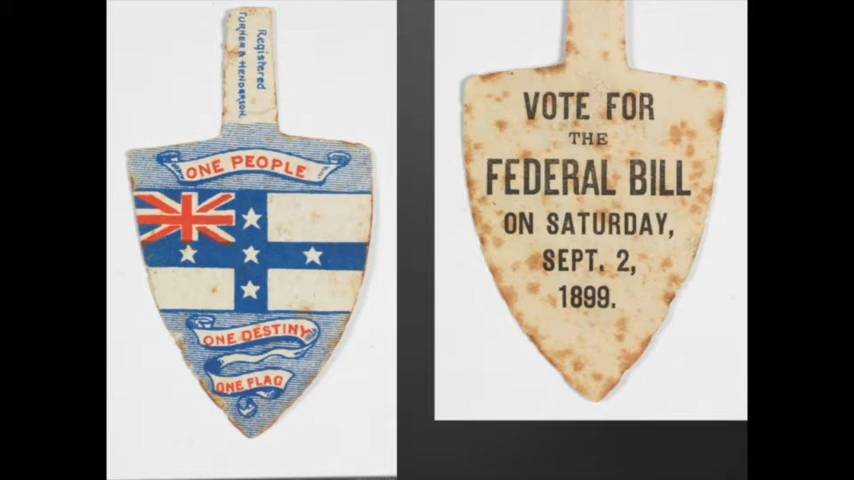 Registered
TURNER & HENDERSON.
ONE PEOPLE
ONE DESTINY
ONE FLAG
VOTE FOR
THE
FEDERAL BILL
ON SATURDAY,
SEPT. 2,
1899.